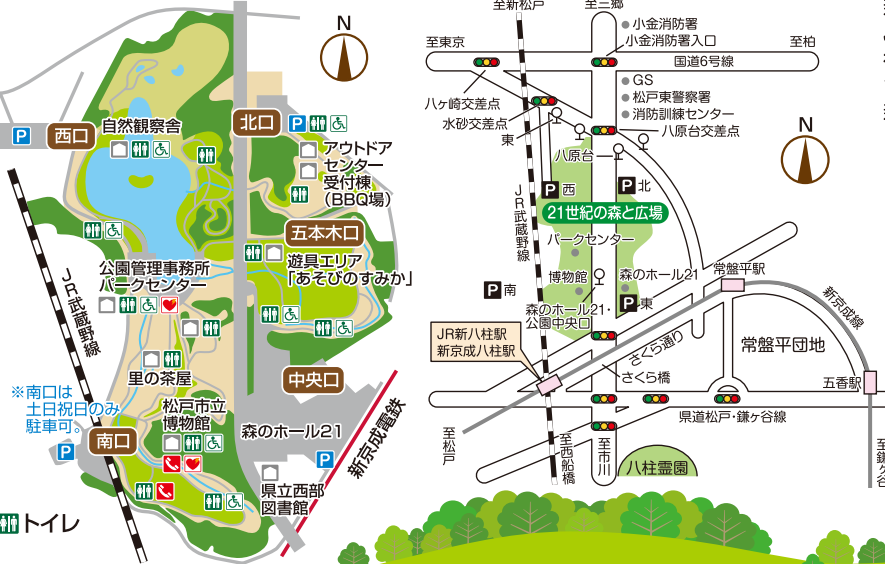 N
西口
自然観察舎
北口
P
P
アウトドア
センター
受付棟
（BBQ場）
五本木口
遊具エリア
「あそびのすみか」
公園管理事務所
パークセンター
JR武蔵野線
里の茶屋
中央口
※南口は
土日祝日のみ
駐車可。
松戸市立
博物館
南口
P
森のホール21
P
新京成電鉄
県立西部
図書館
トイレ
至新松戸
至三郷
小金消防署
小金消防署入口
至東京
国道6号線
至柏
八ヶ崎交差点
GS
松戸東警察署
消防訓練センター
水砂交差点
八原台交差点
東
八原台
N
P西
P北
21世紀の森と広場
JR武蔵野線
パークセンター
博物館
森のホール21
常盤平駅
P南
森のホール21・
公園中央口
P東
新京成線
JR新八柱駅
新京成八柱駅
さくら通り
常盤平団地
さくら橋
五香駅
県道松戸・鎌ヶ谷線
至松戸
至西船橋
至市川
八柱霊園